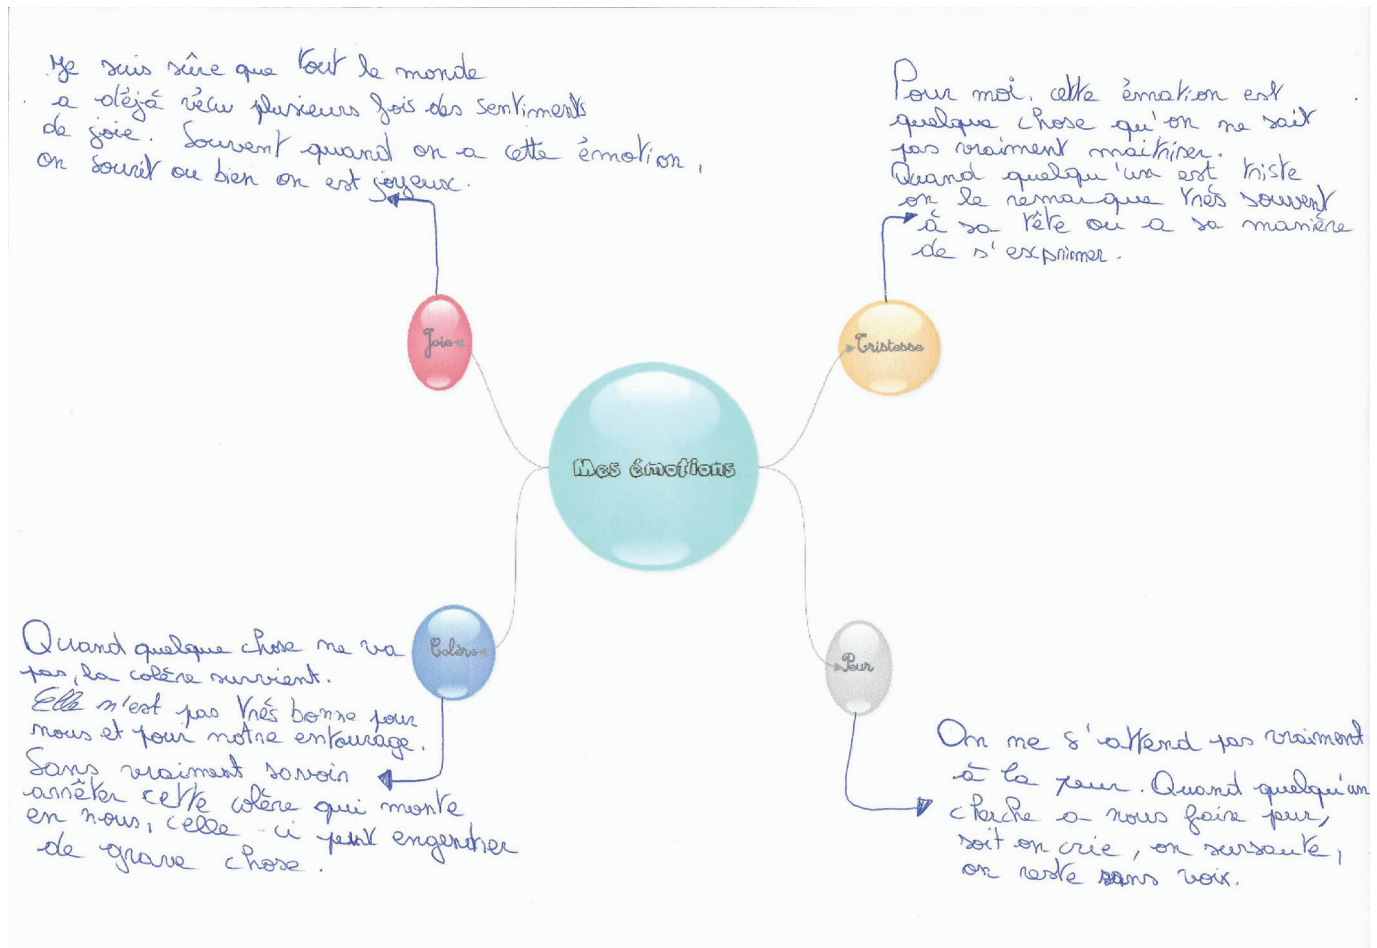 Je suis sûre que tout le monde
a déjà vécu plusieurs fois des sentiments
de joie. Souvent quand on a cette émotion,
on sourit ou bien on est joyeux.
Pour moi, cette émotion est
quelque chose qu'on ne sait
pas vraiment maitriser.
Quand quelqu'un est triste
on le remarque très souvent
à sa tête ou a sa manière
de s'exprimer.
Joie
Tristesse
Mes émotions
Colère
Peur
Quand quelque chose ne va
pas, la colère survient.
Elle n'est pas très bonne pour
nous et pour notre entourage.
Sans vraiment savoir
arrêter cette colère qui monte
en nous, celle-ci peut engendrer
de grave chose.
On ne s'attend pas vraiment
à la peur. Quand quelqu'un
cherche a nous faire peur,
soit on crie, on sursaute,
on reste sans voix.